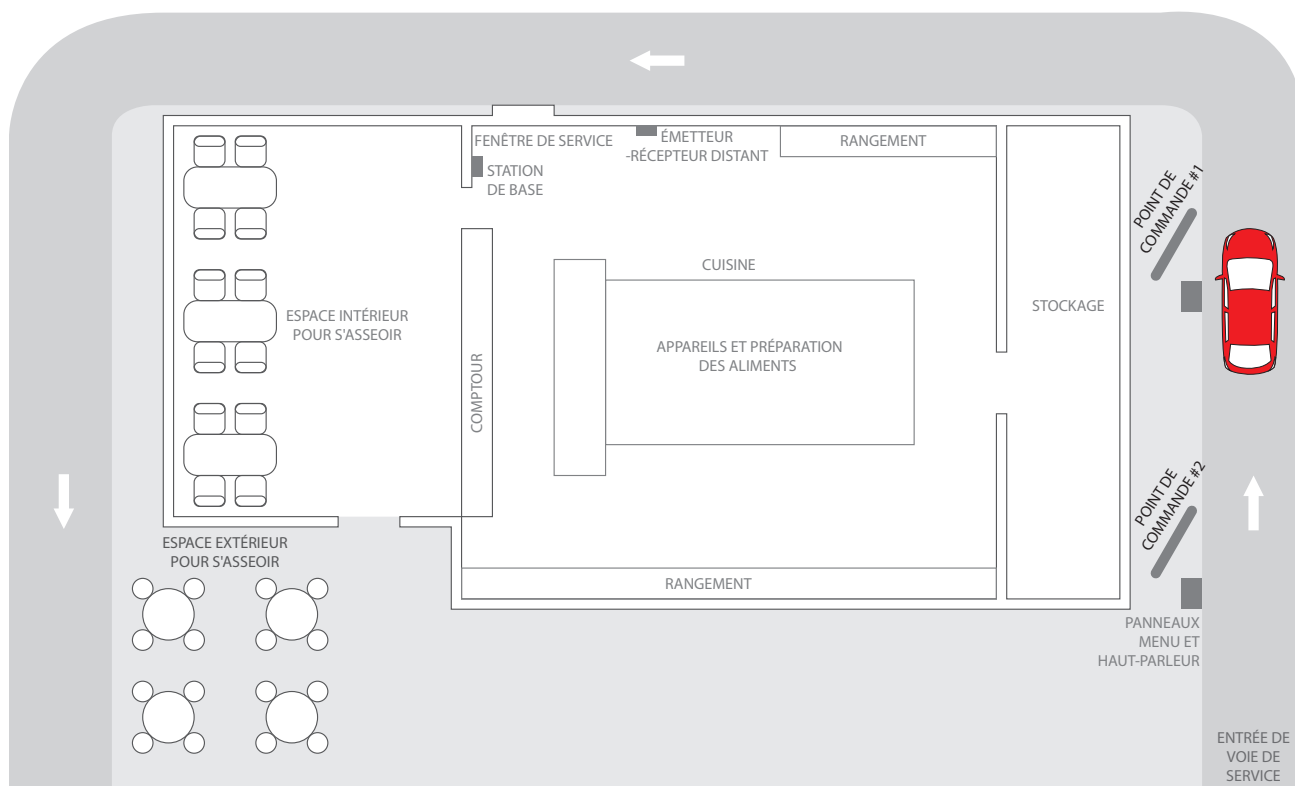 FENÊTRE DE SERVICE
ÉMETTEUR
-RÉCEPTEUR DISTANT
RANGEMENT
STATION
DE BASE
POINT DE
COMMANDE #1
CUISINE
ESPACE INTÉRIEUR
POUR S'ASSEOIR
STOCKAGE
APPAREILS ET PRÉPARATION
DES ALIMENTS
COMPTOUR
POINT DE
COMMANDE #2
ESPACE EXTÉRIEUR
POUR S'ASSEOIR
RANGEMENT
PANNEAUX
MENU ET
HAUT-PARLEUR
ENTRÉE DE
VOIE DE
SERVICE